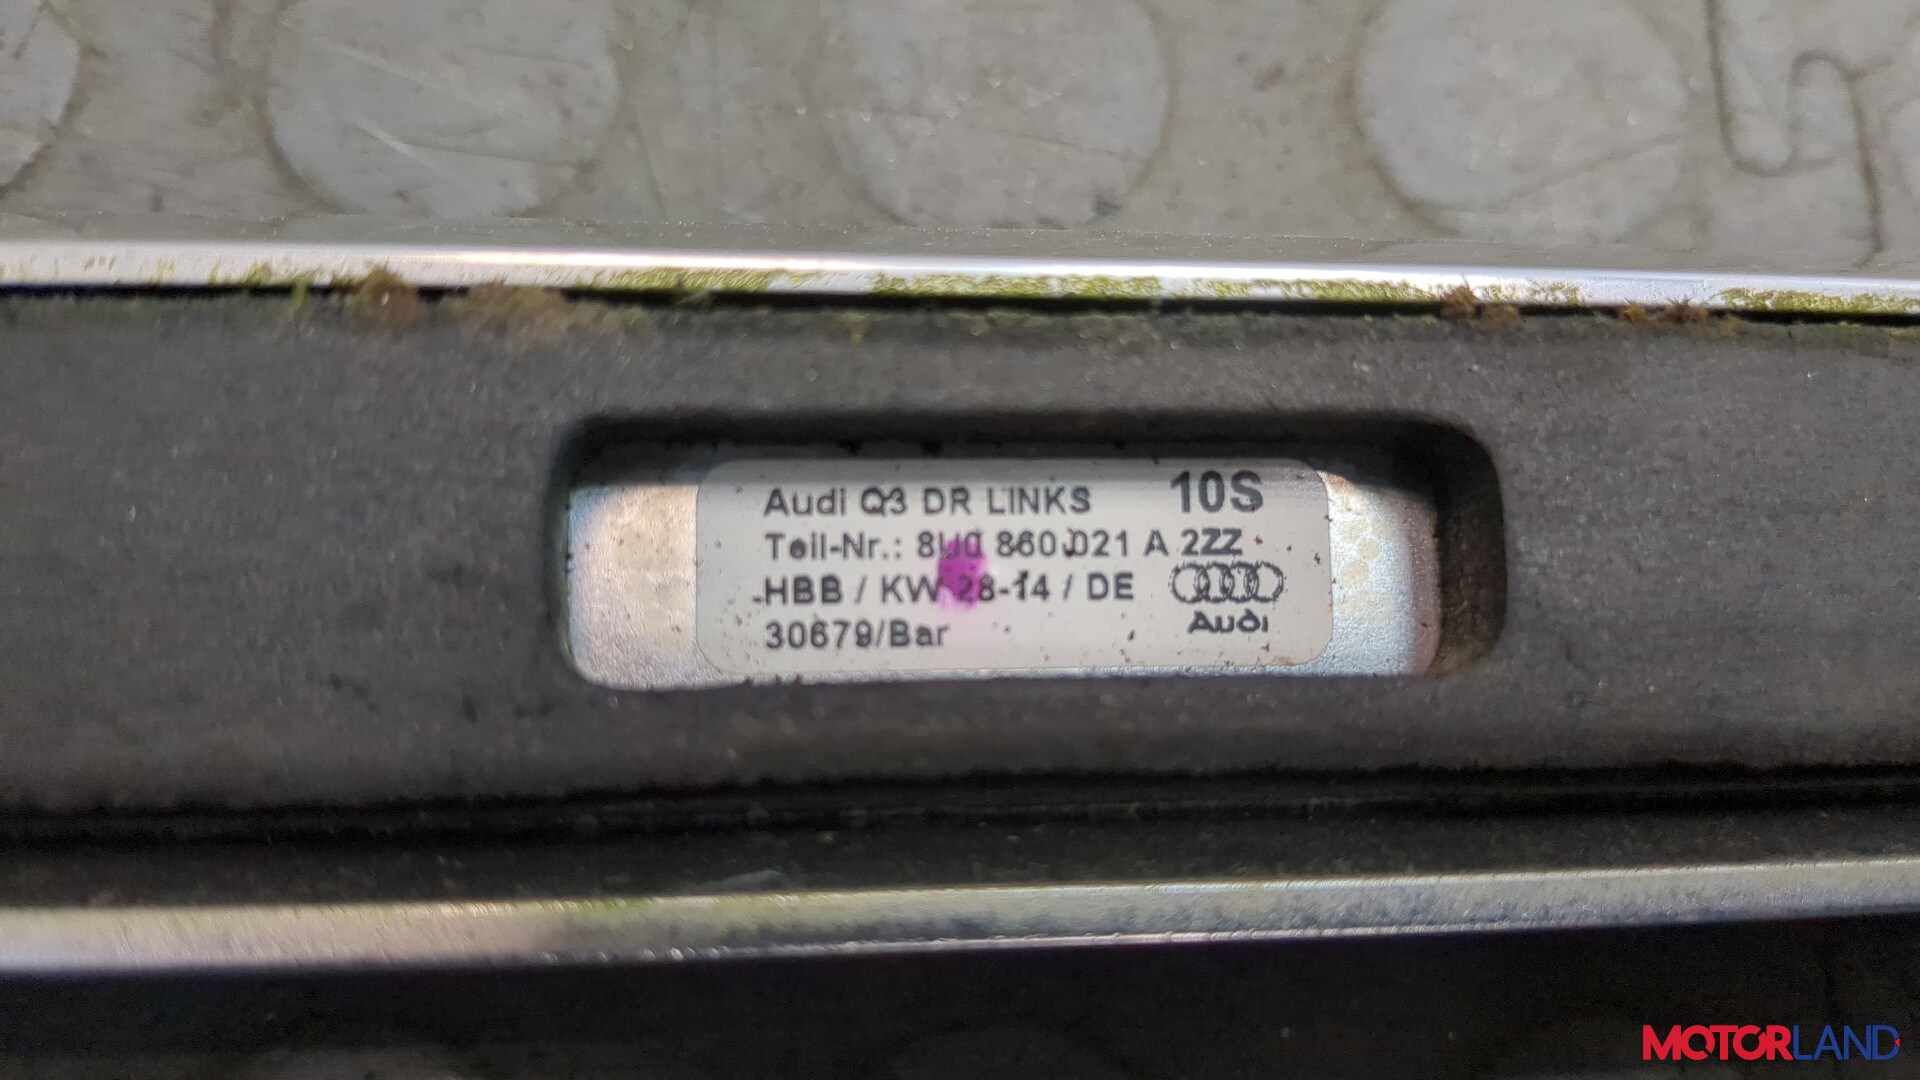 Audi Q3 DR LINKS 10S
Teil-Nr.: 8U0 860 021 A 2ZZ
HBB / KW 28-14 / DE
Audi
30679/Bar
MOTORLAND